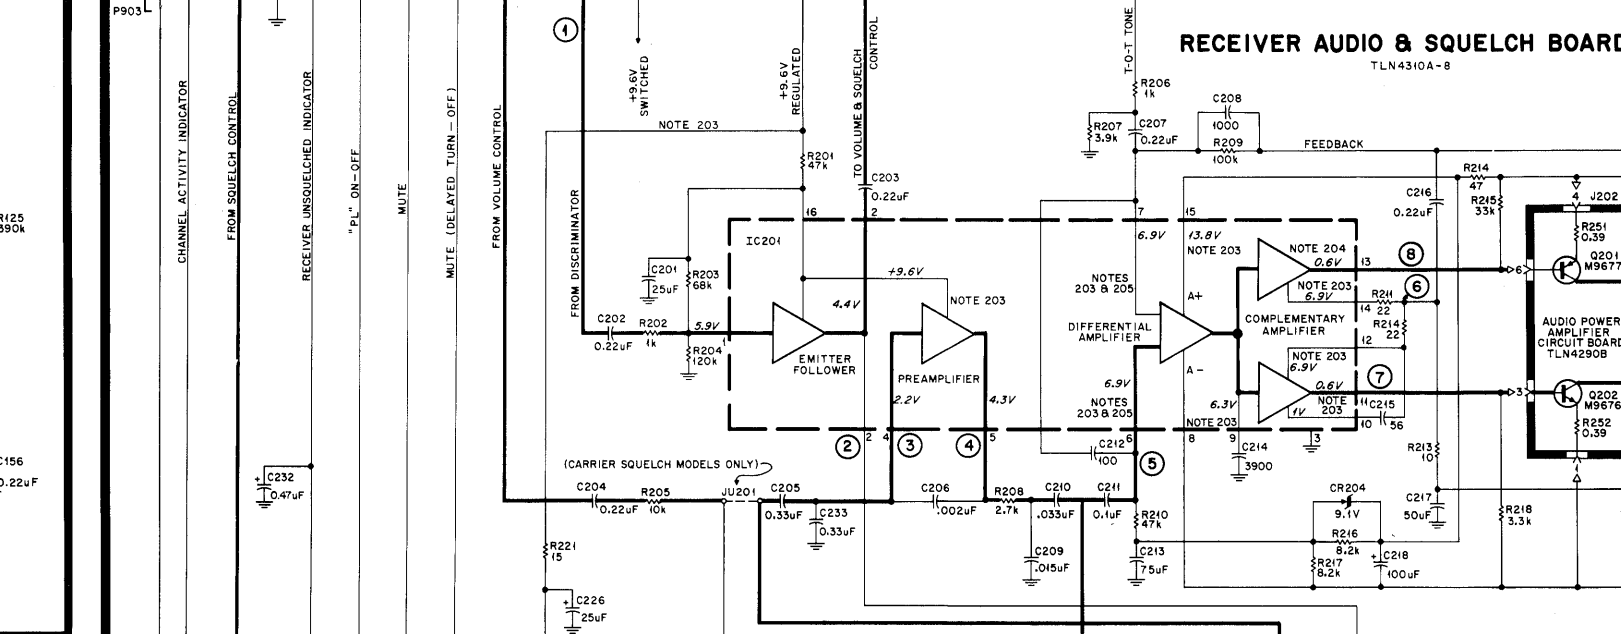 P903
RECEIVER AUDIO & SQUELCH BOARD
TLN4310A-8
1
+9.6V
SWITCHED
+9.6V
REGULATED
TO VOLUME & SQUELCH
CONTROL
T-O-T TONE
CHANNEL ACTIVITY INDICATOR
FROM SQUELCH CONTROL
RECEIVER UNSQUELCHED INDICATOR
"PL" ON-OFF
MUTE
MUTE (DELAYED TURN-OFF)
FROM VOLUME CONTROL
FROM DISCRIMINATOR
NOTE 203
R201
47k
C203
0.22uF
R206
1k
R207
3.9k
C207
0.22uF
C208
1000
R209
100k
FEEDBACK
R214
47
C216
0.22uF
R215
33k
4
J202
R251
0.39
Q201
M9677
R125
390k
16
2
7
15
IC201
6.9V
13.8V
NOTE 203
NOTE 204
0.6V
13
8
6
C201
25uF
R203
68k
+9.6V
4.4V
NOTE 203
NOTES
203 & 205
A+
NOTE 203
6.9V
14
R211
22
6
C202
0.22uF
R202
1k
5.9V
1
R204
120k
EMITTER
FOLLOWER
PREAMPLIFIER
DIFFERENTIAL
AMPLIFIER
COMPLEMENTARY
AMPLIFIER
R214
22
12
AUDIO POWER
AMPLIFIER
CIRCUIT BOARD
TLN4290B
A-
NOTE 203
6.9V
7
2.2V
4.3V
6.9V
NOTES
203 & 205
6.3V
NOTE 203
0.6V
NOTE
203
1V
11
10
C215
56
3
Q202
M9676
R252
0.39
2
2
4
3
4
5
6
8
9
3
C212
100
5
C214
3900
R213
10
C156
0.22uF
C232
0.47uF
(CARRIER SQUELCH MODELS ONLY)
JU201
C204
0.22uF
R205
10k
C205
0.33uF
C233
0.33uF
C206
.002uF
R208
2.7k
C210
.033uF
C211
0.1uF
R210
47k
CR204
9.1V
C217
50uF
R218
3.3k
R216
8.2k
R221
15
C209
.015uF
C213
75uF
R217
8.2k
C218
100uF
C226
25uF